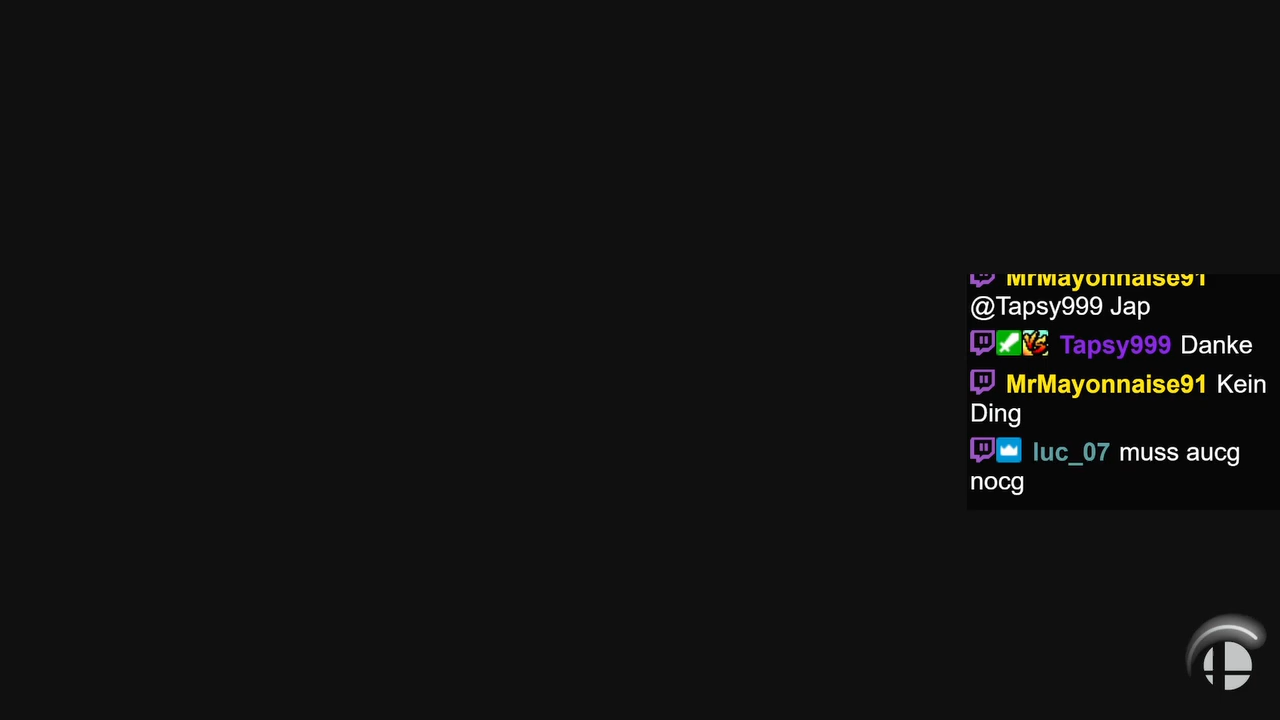 MrMayonnaise91
@Tapsy999 Jap
Tapsy999 Danke
MrMayonnaise91 Kein
Ding
luc_07 muss aucg
nocg